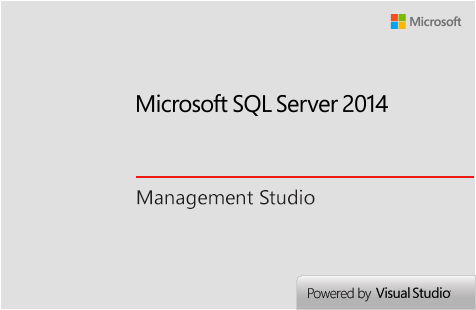 Microsoft
Microsoft SQL Server 2014
Management Studio
Powered by Visual Studio